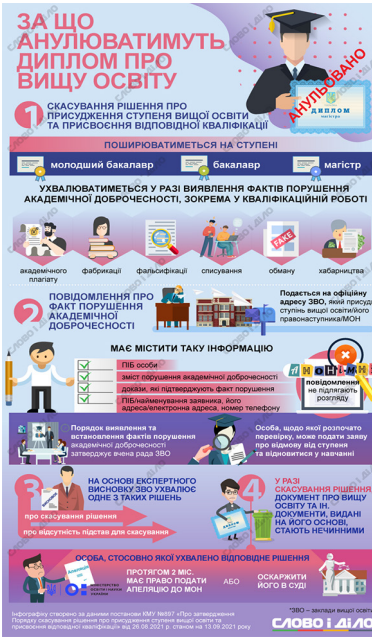 ЗА ЩО
АНУЛЮВАТИМУТЬ
ДИПЛОМ ПРО
ВИЩУ ОСВІТУ
АНУЛЬОВАНО
ДИПЛОМ
магістра
1 СКАСУВАННЯ РІШЕННЯ ПРО
ПРИСУДЖЕННЯ СТУПЕНЯ ВИЩОЇ ОСВІТИ
ТА ПРИСВОЄННЯ ВІДПОВІДНОЇ КВАЛІФІКАЦІЇ
ПОШИРЮВАТИМЕТЬСЯ НА СТУПЕНІ
молодший бакалавр
бакалавр
магістр
УХВАЛЮВАТИМЕТЬСЯ У РАЗІ ВИЯВЛЕННЯ ФАКТІВ ПОРУШЕННЯ
АКАДЕМІЧНОЇ ДОБРОЧЕСНОСТІ, ЗОКРЕМА У КВАЛІФІКАЦІЙНІЙ РОБОТІ
FAKE
академічного
плагіату
фабрикації
фальсифікації
списування
обману
хабарництва
2 ПОВІДОМЛЕННЯ ПРО
ФАКТ ПОРУШЕННЯ
АКАДЕМІЧНОЇ
ДОБРОЧЕСНОСТІ
Подається на офіційну
адресу ЗВО, який присуд
ступінь вищої освіти/його
правонаступника/МОН
МАЄ МІСТИТИ ТАКУ ІНФОРМАЦІЮ
ПІБ особи
зміст порушення академічної доброчесності
докази, які підтверджують факт порушення
ПІБ/найменування заявника, його
адреса/електронна адреса, номер телефону
АНОНІМНІ
повідомлення
не підлягають
розгляду
Порядок виявлення та
встановлення фактів порушення
академічної доброчесності
затверджує вчена рада ЗВО
Особа, щодо якої розпочато
перевірку, може подати заяву
про відмову від ступеня
та відновитися у навчанні
3 НА ОСНОВІ ЕКСПЕРТНОГО
ВИСНОВКУ ЗВО УХВАЛЮЄ
ОДНЕ З ТАКИХ РІШЕНЬ
про скасування рішення
про відсутність підстав для скасування
4 У РАЗІ
СКАСУВАННЯ РІШЕННЯ
ДОКУМЕНТ ПРО ВИЩУ
ОСВІТУ ТА ІН.
ДОКУМЕНТИ, ВИДАНІ
НА ЙОГО ОСНОВІ,
СТАЮТЬ НЕЧИННИМИ
ОСОБА, СТОСОВНО ЯКОЇ УХВАЛЕНО ВІДПОВІДНЕ РІШЕННЯ
МІНІСТЕРСТВО
ОСВІТИ І НАУКИ
УКРАЇНИ
ПРОТЯГОМ 2 МІС.
МАЄ ПРАВО ПОДАТИ
АПЕЛЯЦІЮ ДО МОН
АБО
ОСКАРЖИТИ
ЙОГО В СУДІ
*ЗВО – заклади вищої освіти
Інфографіку створено за даними постанови КМУ №897 «Про затвердження
Порядку скасування рішення про присудження ступеня вищої освіти та
присвоєння відповідної кваліфікації» від 26.08.2021 р. станом на 13.09.2021 року
СЛОВО і ДІЛО